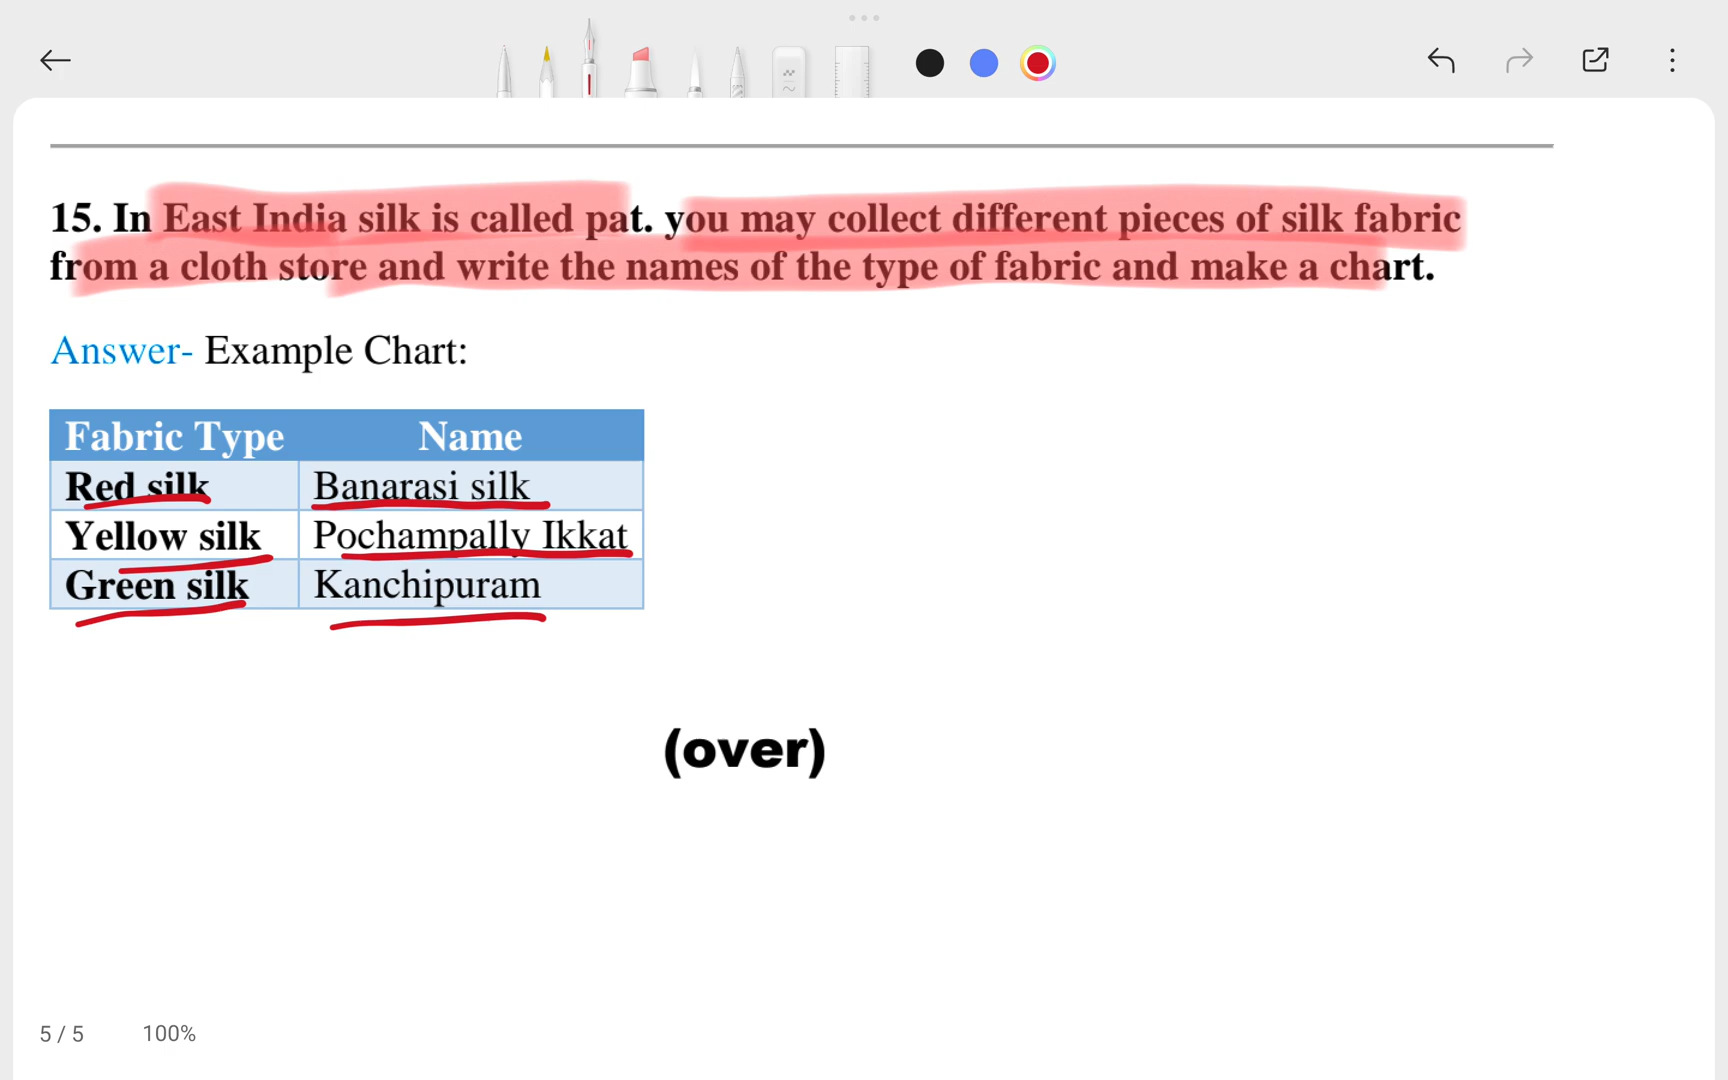 15. In East India silk is called pat. you may collect different pieces of silk fabric
from a cloth store and write the names of the type of fabric and make a chart.
Answer- Example Chart:
Fabric Type Name
Red silk Banarasi silk
Yellow silk Pochampally Ikkat
Green silk Kanchipuram
(over)
5 / 5 100%